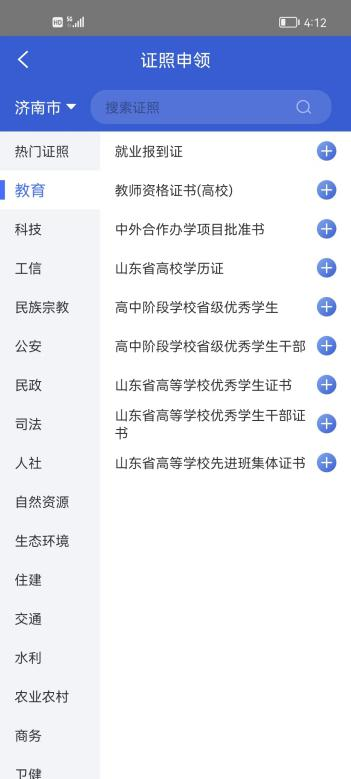 HD 5G 4:12
证照申领
济南市
搜索证照
热门证照
就业报到证
教育
教师资格证书(高校)
科技
中外合作办学项目批准书
工信
山东省高校学历证
民族宗教
高中阶段学校省级优秀学生
公安
高中阶段学校省级优秀学生干部
民政
山东省高等学校优秀学生证书
司法
山东省高等学校优秀学生干部证
书
人社
山东省高等学校先进班集体证书
自然资源
生态环境
住建
交通
水利
农业农村
商务
卫健